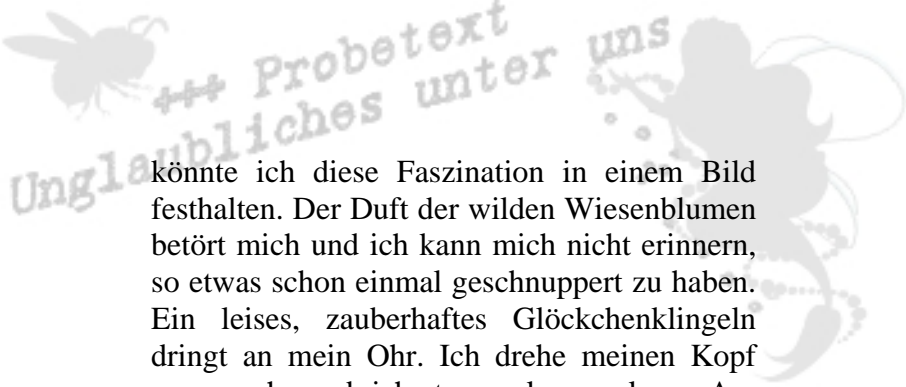 +++ Probetext
Unglaubliches unter uns
könnte ich diese Faszination in einem Bild
festhalten. Der Duft der wilden Wiesenblumen
betört mich und ich kann mich nicht erinnern,
so etwas schon einmal geschnuppert zu haben.
Ein leises, zauberhaftes Glöckchenklingeln
dringt an mein Ohr. Ich drehe meinen Kopf